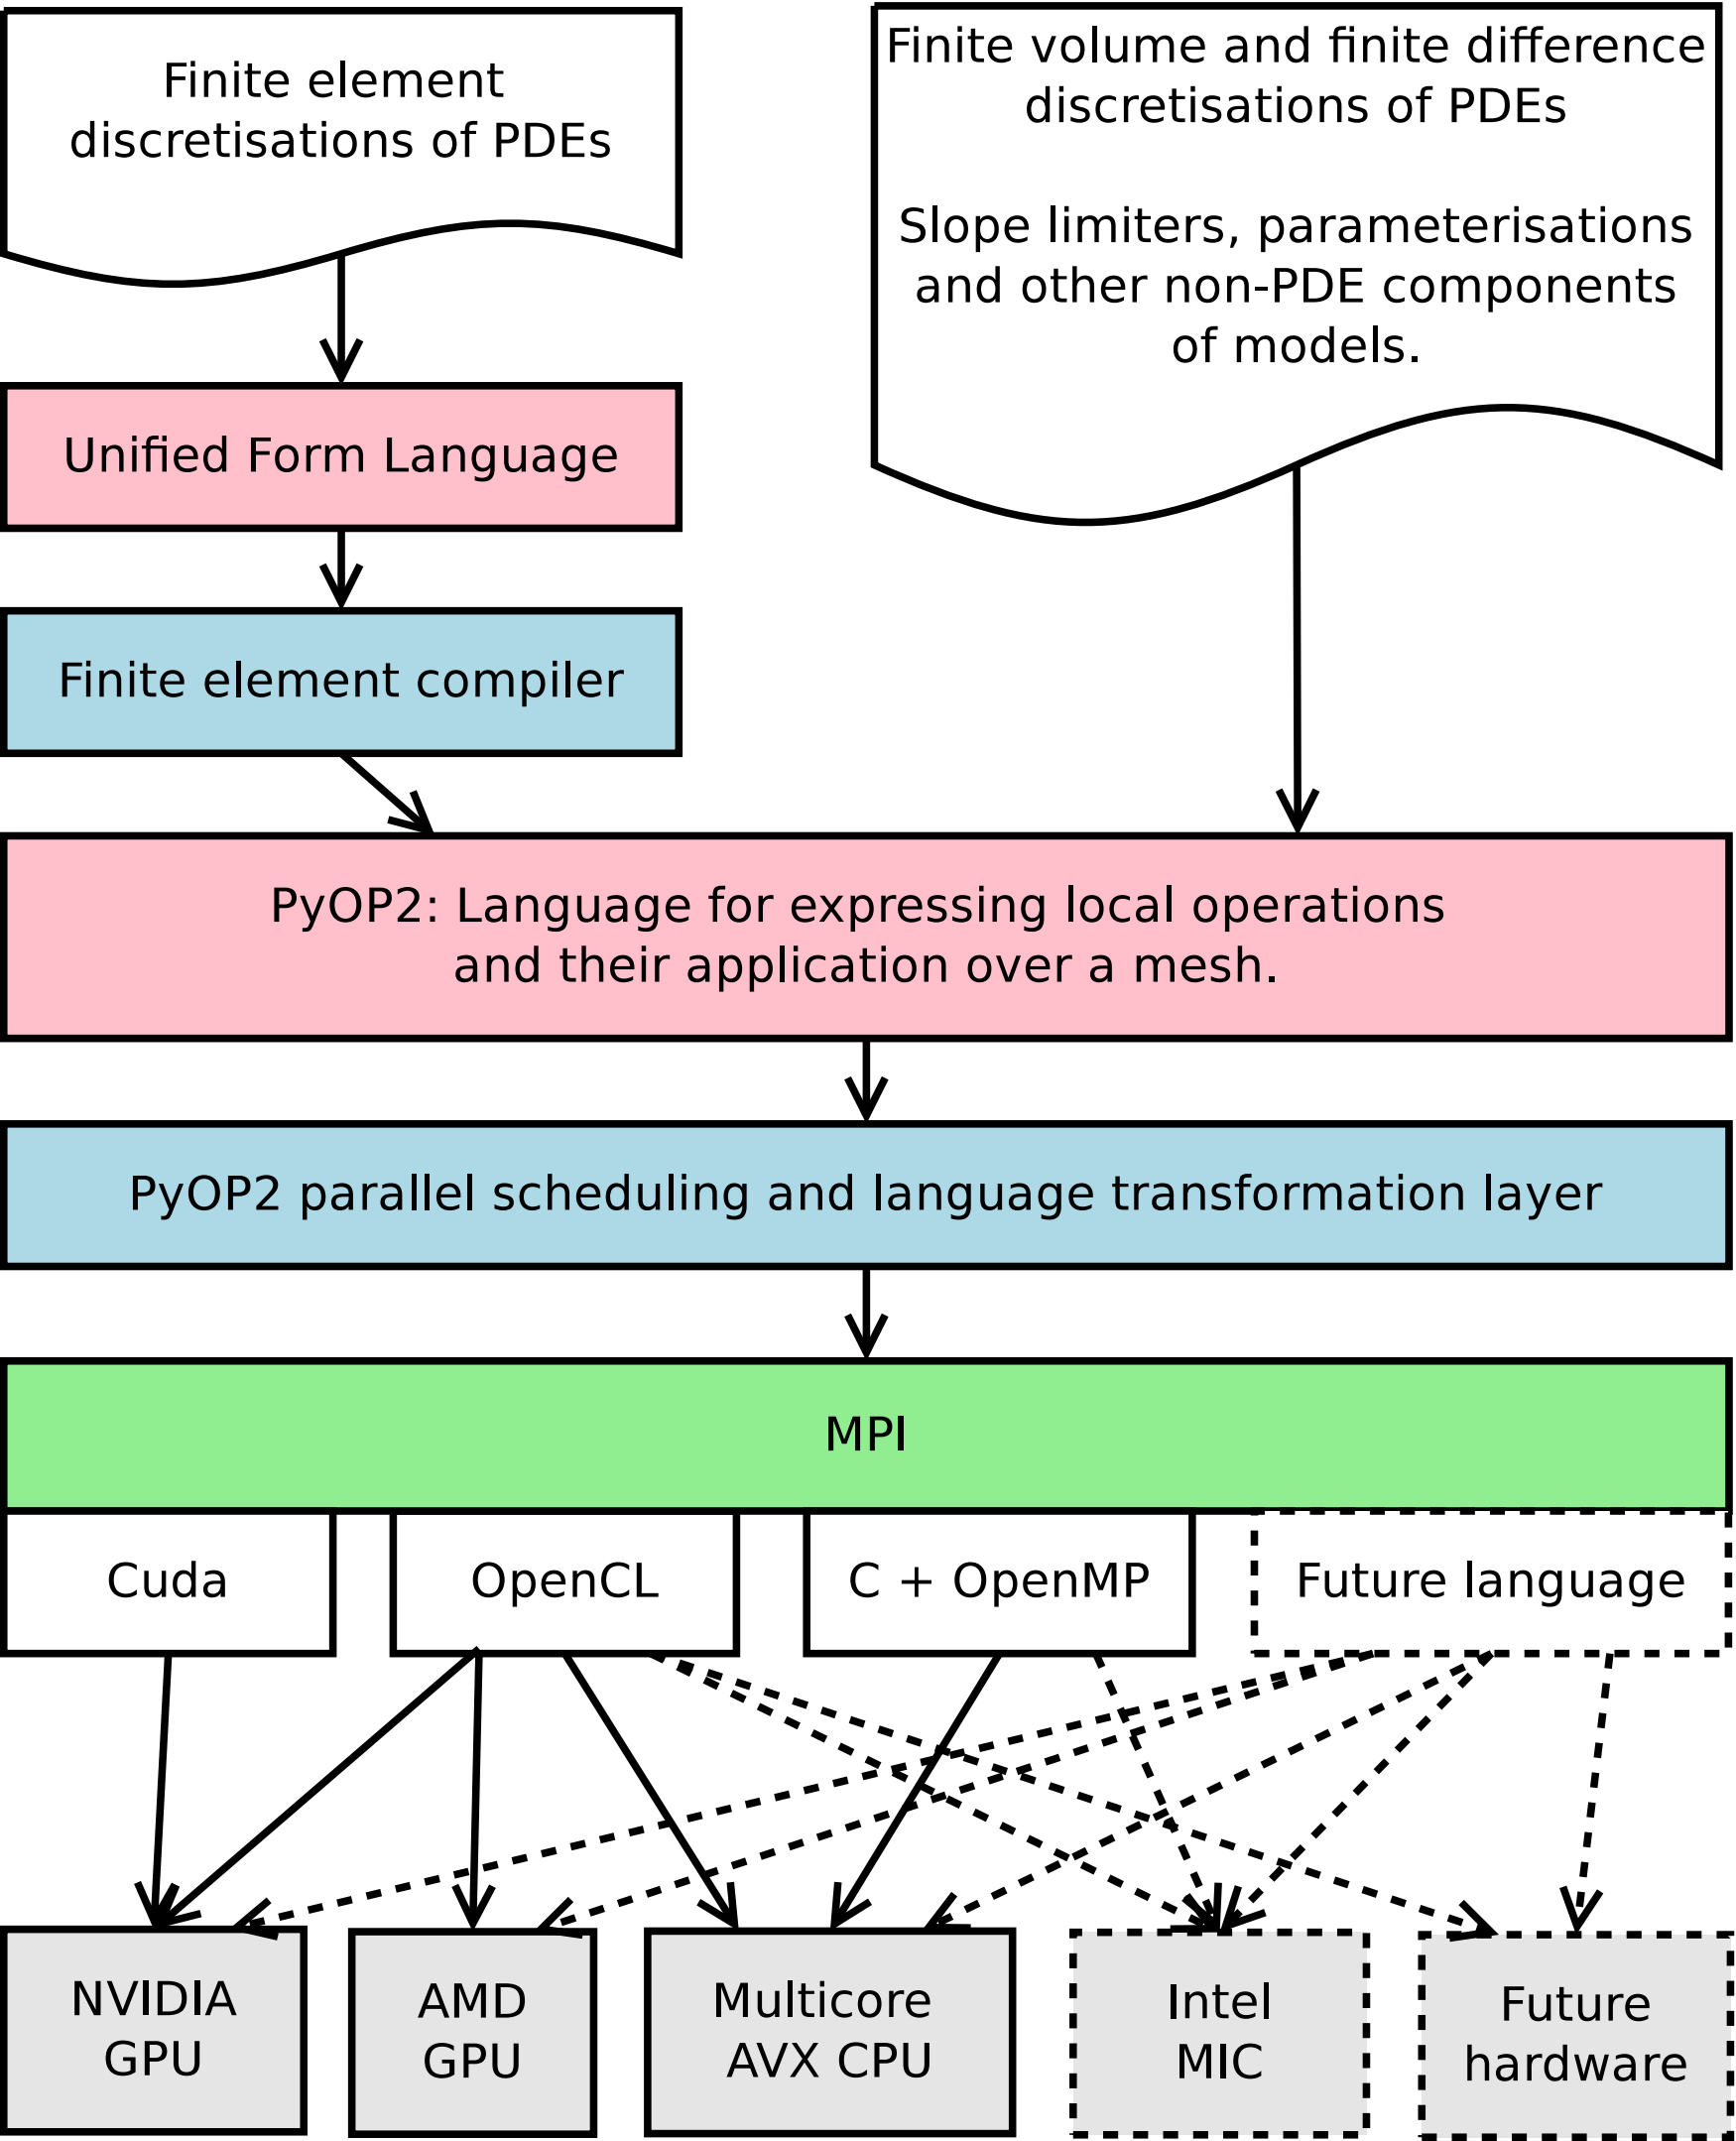 Finite element
discretisations of PDEs
Finite volume and finite difference
discretisations of PDEs
Slope limiters, parameterisations
and other non-PDE components
of models.
Unified Form Language
Finite element compiler
PyOP2: Language for expressing local operations
and their application over a mesh.
PyOP2 parallel scheduling and language transformation layer
MPI
Cuda
OpenCL
C + OpenMP
Future language
NVIDIA
GPU
AMD
GPU
Multicore
AVX CPU
Intel
MIC
Future
hardware